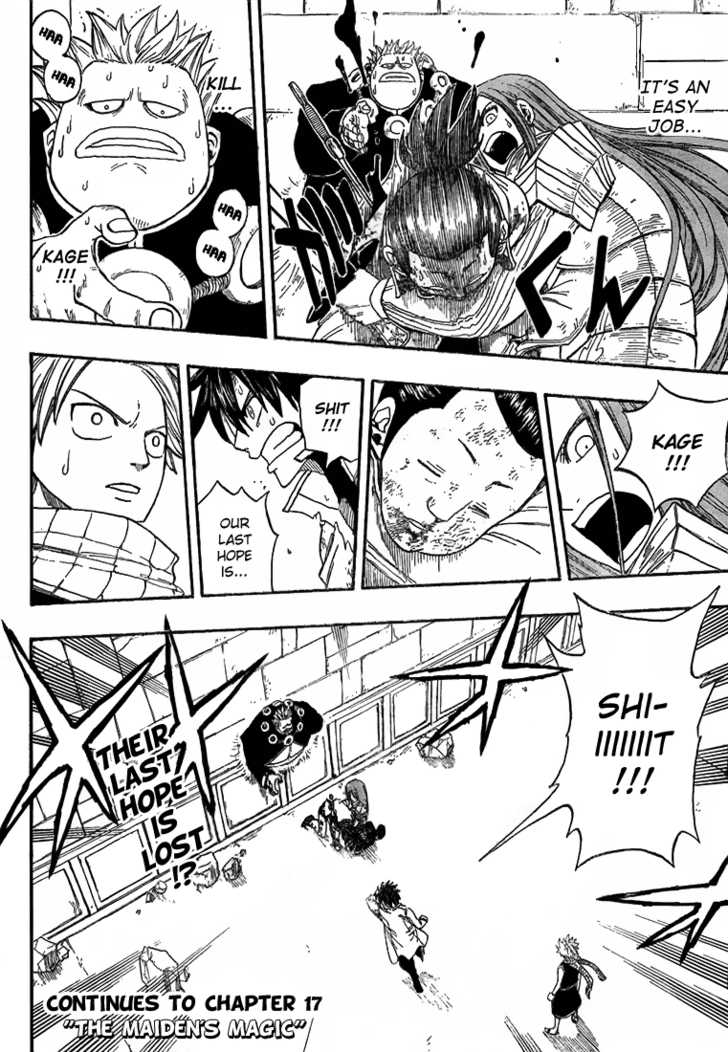 IT'S AN
EASY
JOB...
KILL
...
HAA
HAA
HAA
HAA
KAGE
!!!
KAGE
!!!
SHIT
!!!
OUR
LAST
HOPE
IS...
SHI-
IIIIIIIT
!!!
THEIR
LAST
HOPE
IS
LOST
!?
CONTINUES TO CHAPTER 17
"THE MAIDEN'S MAGIC"